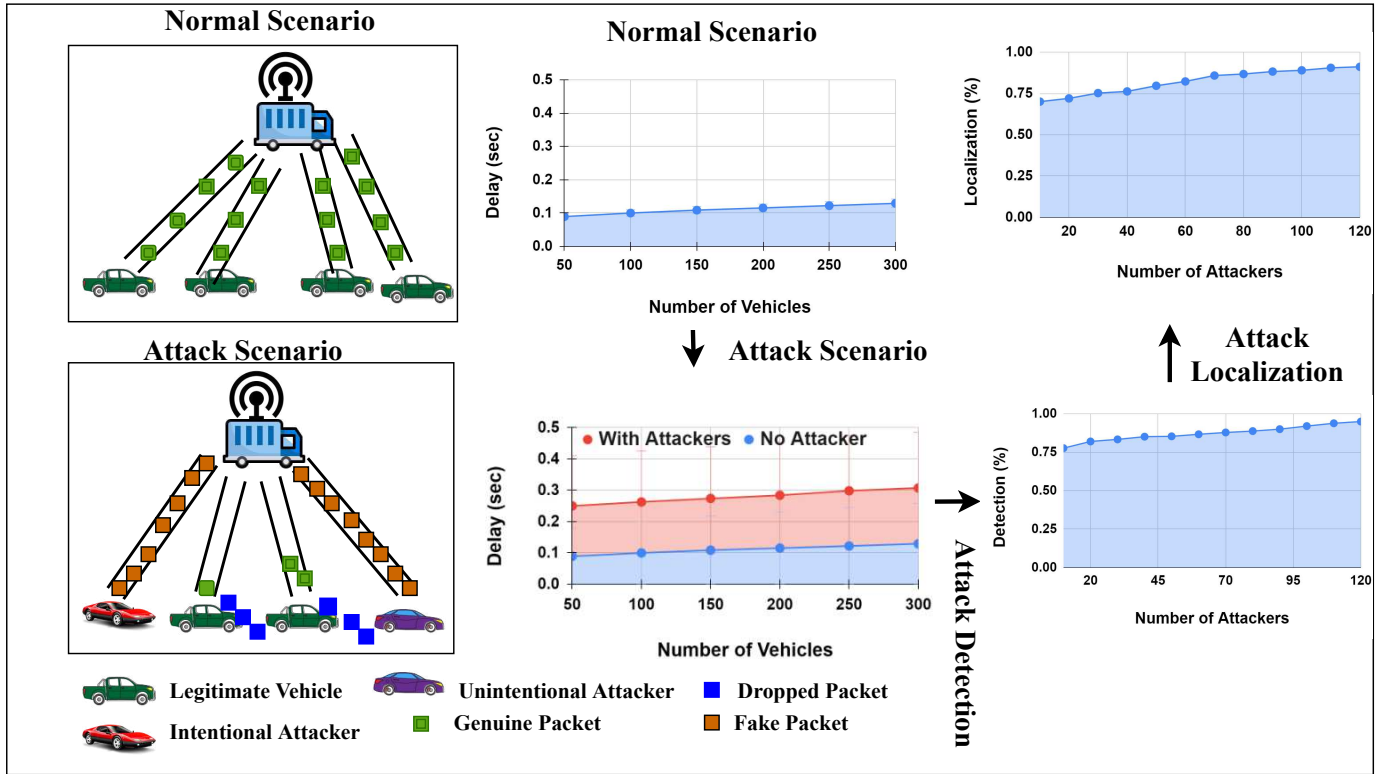 Normal Scenario
Attack Scenario
Legitimate Vehicle
Unintentional Attacker
Dropped Packet
Intentional Attacker
Genuine Packet
Fake Packet
Normal Scenario
Delay (sec)
0.5
0.4
0.3
0.2
0.1
0.0
50 100 150 200 250 300
Number of Vehicles
Attack Scenario
With Attackers No Attacker
Delay (sec)
0.5
0.4
0.3
0.2
0.1
0.0
50 100 150 200 250 300
Number of Vehicles
Attack Detection
Detection (%)
1.00
0.75
0.50
0.25
0.00
20 45 70 95 120
Number of Attackers
Attack
Localization
Localization (%)
1.00
0.75
0.50
0.25
0.00
20 40 60 80 100 120
Number of Attackers